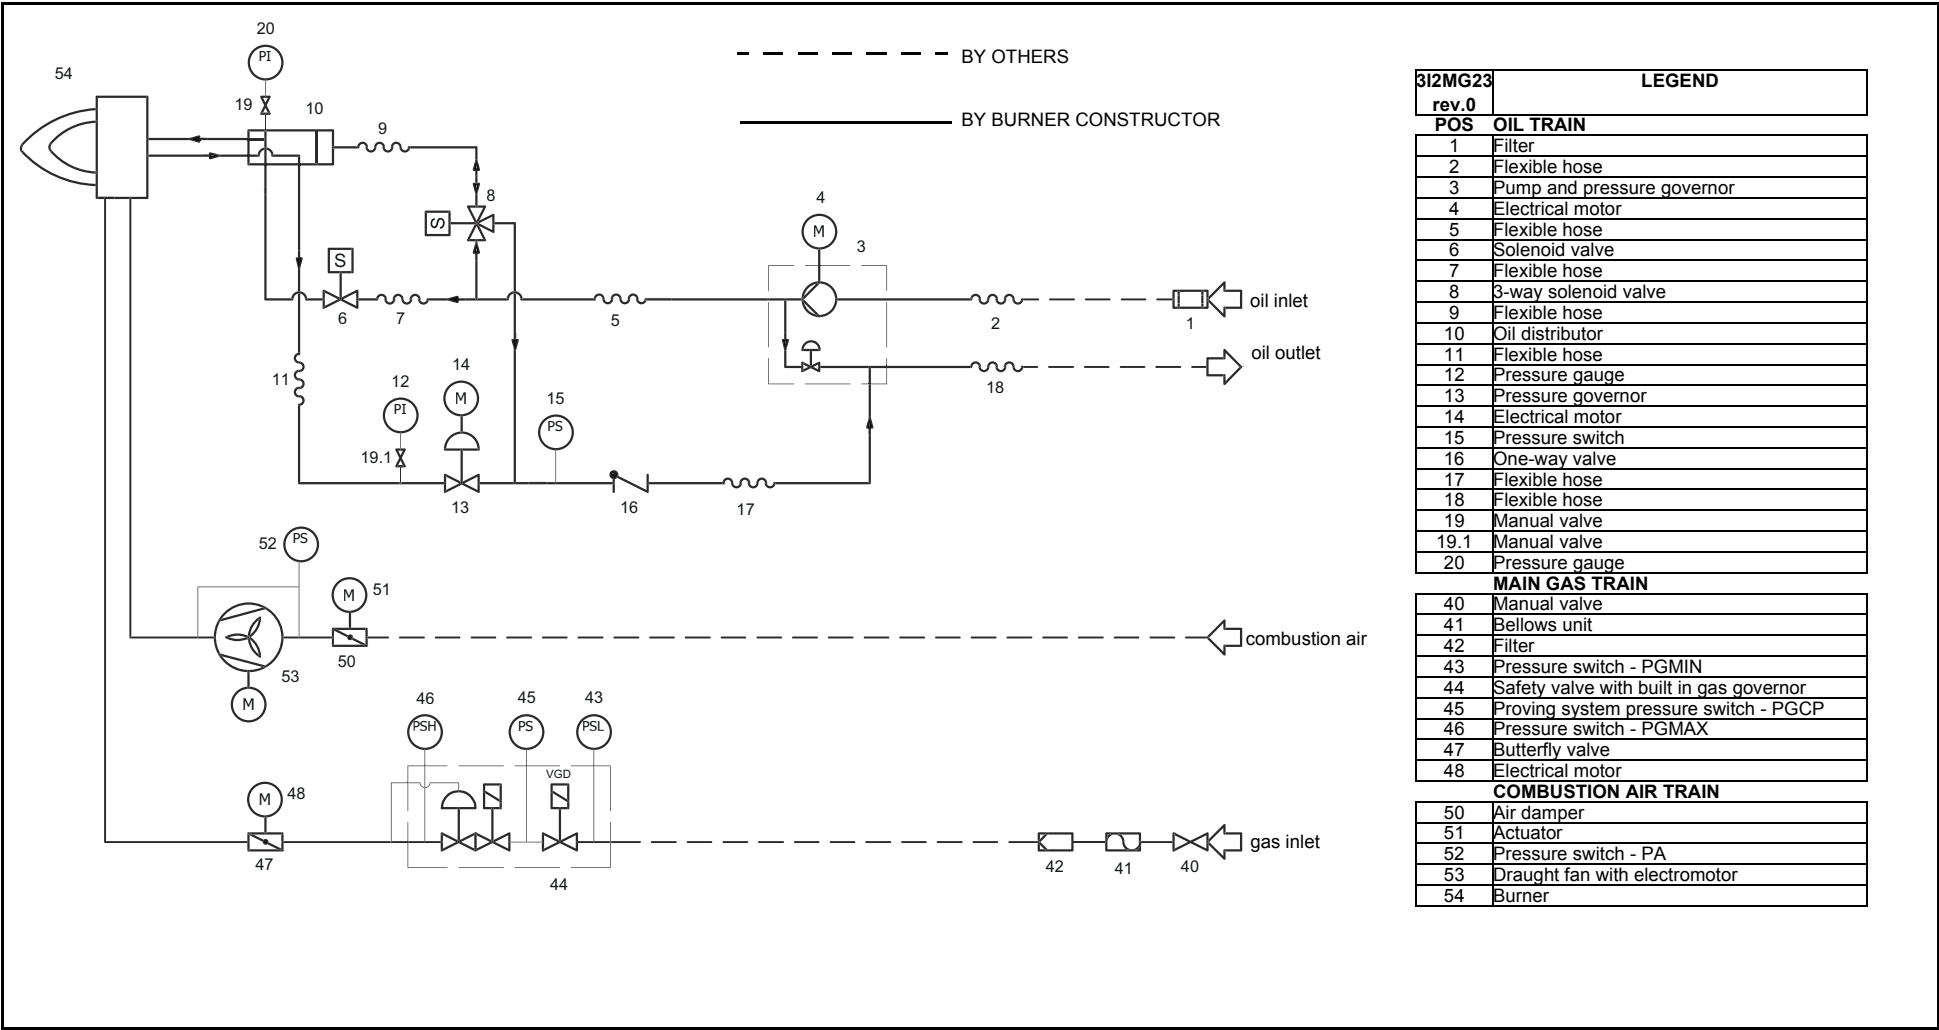 20
PI
BY OTHERS
54
19
10
9
BY BURNER CONSTRUCTOR
8
S
4
M
3
S
6
7
5
2
1
oil inlet
oil outlet
11
12
14
18
PI
M
15
PS
19.1
13
16
17
52
PS
M
51
50
combustion air
53
M
46
45
43
PSH
PS
PSL
VGD
M
48
47
44
42
41
40
gas inlet
3I2MG23 LEGEND
rev.0
POS OIL TRAIN
1 Filter
2 Flexible hose
3 Pump and pressure governor
4 Electrical motor
5 Flexible hose
6 Solenoid valve
7 Flexible hose
8 3-way solenoid valve
9 Flexible hose
10 Oil distributor
11 Flexible hose
12 Pressure gauge
13 Pressure governor
14 Electrical motor
15 Pressure switch
16 One-way valve
17 Flexible hose
18 Flexible hose
19 Manual valve
19.1 Manual valve
20 Pressure gauge
MAIN GAS TRAIN
40 Manual valve
41 Bellows unit
42 Filter
43 Pressure switch - PGMIN
44 Safety valve with built in gas governor
45 Proving system pressure switch - PGCP
46 Pressure switch - PGMAX
47 Butterfly valve
48 Electrical motor
COMBUSTION AIR TRAIN
50 Air damper
51 Actuator
52 Pressure switch - PA
53 Draught fan with electromotor
54 Burner